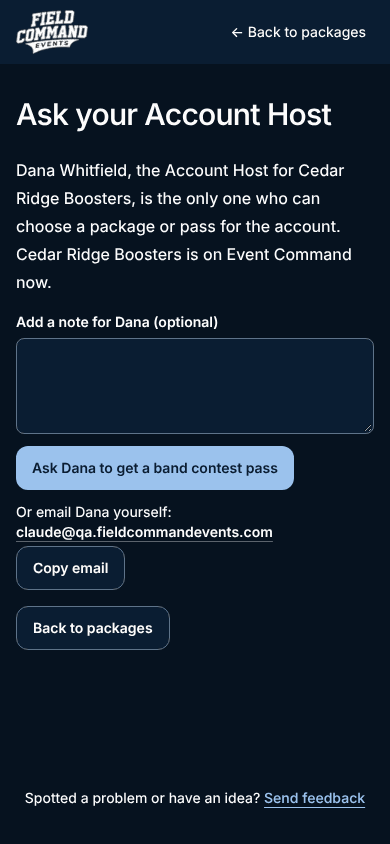 FIELD
COMMAND
EVENTS
← Back to packages
Ask your Account Host
Dana Whitfield, the Account Host for Cedar
Ridge Boosters, is the only one who can
choose a package or pass for the account.
Cedar Ridge Boosters is on Event Command
now.
Add a note for Dana (optional)
Ask Dana to get a band contest pass
Or email Dana yourself:
claude@qa.fieldcommandevents.com
Copy email
Back to packages
Spotted a problem or have an idea? Send feedback